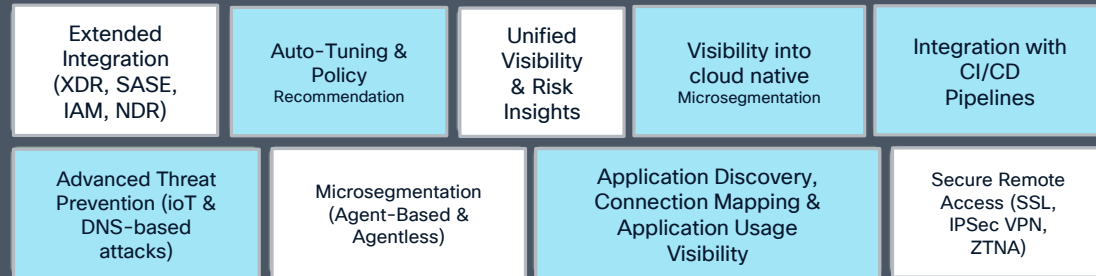 Extended
Integration
(XDR, SASE,
IAM, NDR)
Auto-Tuning &
Policy
Recommendation
Unified
Visibility
& Risk
Insights
Visibility into
cloud native
Microsegmentation
Integration with
CI/CD
Pipelines
Advanced Threat
Prevention (ioT &
DNS-based
attacks)
Microsegmentation
(Agent-Based &
Agentless)
Application Discovery,
Connection Mapping &
Application Usage
Visibility
Secure Remote
Access (SSL,
IPSec VPN,
ZTNA)